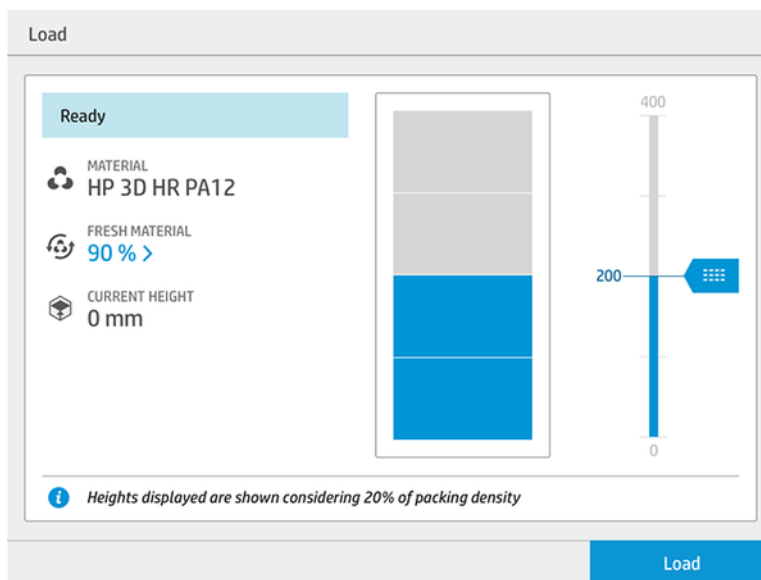 Load
Ready
MATERIAL
HP 3D HR PA12
FRESH MATERIAL
90 % >
CURRENT HEIGHT
0 mm
400
200
0
Heights displayed are shown considering 20% of packing density
Load